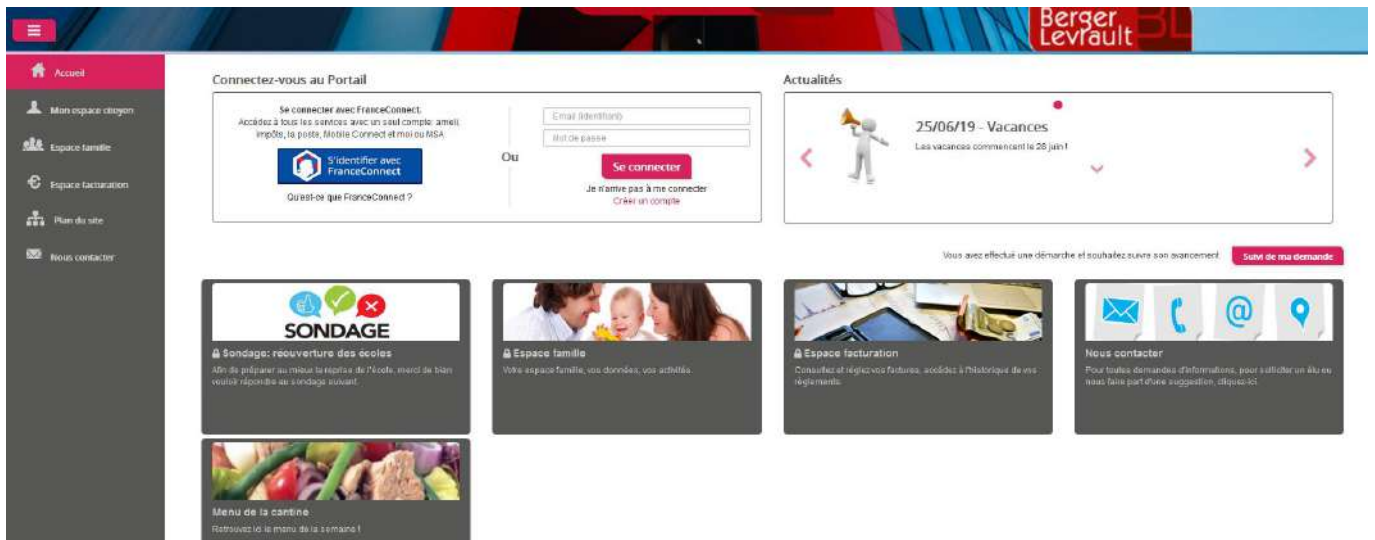 Berger
Levrault
BL
Accueil
Mon espace citoyen
Espace famille
Espace facturation
Plan du site
Nous contacter
Connectez-vous au Portail
Se connecter avec FranceConnect.
Accédez à tous les services avec un seul compte: ameli,
impôts, la poste, Mobile Connect et moi ou MSA.
S'identifier avec
FranceConnect
Qu'est-ce que FranceConnect ?
Ou
Email (identifiant)
Mot de passe
Se connecter
Je n'arrive pas à me connecter
Créer un compte
Actualités
25/06/19 - Vacances
Les vacances commencent le 28 juin !
Vous avez effectué une démarche et souhaitez suivre son avancement
Suivi de ma demande
SONDAGE
Sondage: réouverture des écoles
Afin de préparer au mieux la reprise de l'école, merci de bien
vouloir répondre au sondage suivant.
Espace famille
Votre espace famille, vos données, vos activités.
Espace facturation
Consultez et réglez vos factures, accédez à l'historique de vos
règlements.
Nous contacter
Pour toutes demandes d'informations, pour solliciter un élu ou
nous faire part d'une suggestion, cliquez-ici.
Menu de la cantine
Retrouvez ici le menu de la semaine !